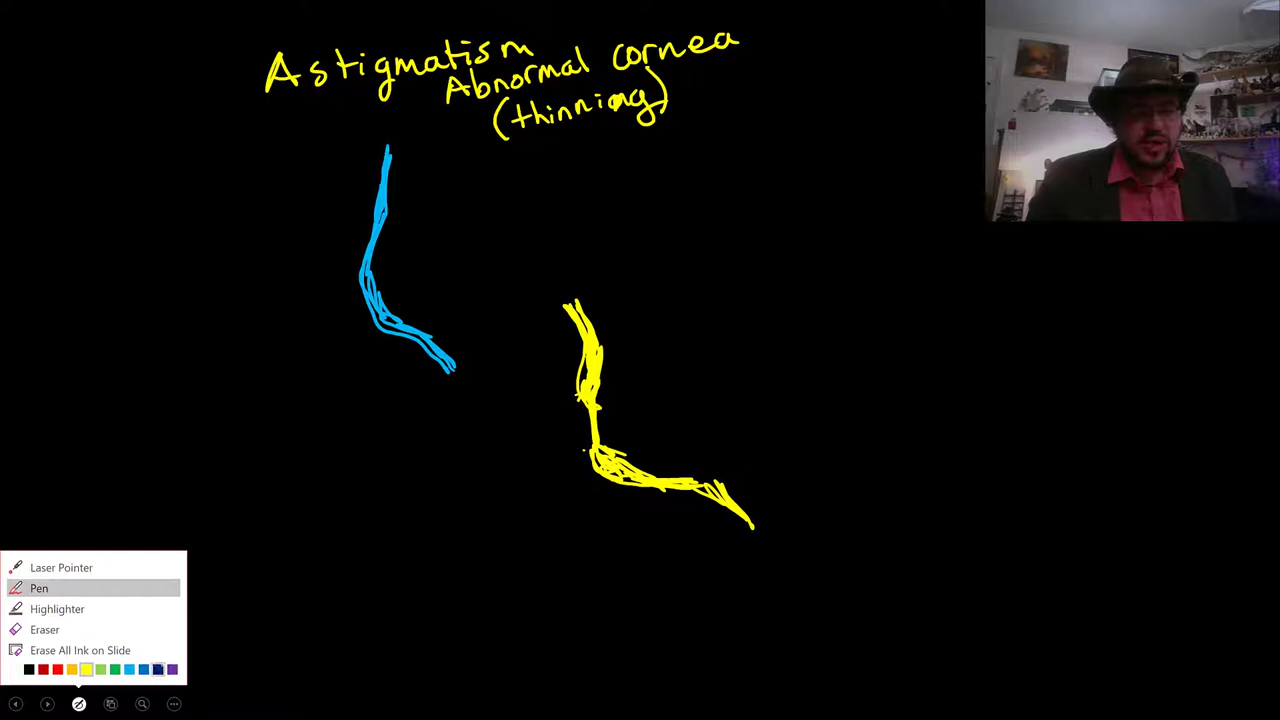 Astigmatism
Abnormal cornea
(thinning)
Laser Pointer
Pen
Highlighter
Eraser
Erase All Ink on Slide